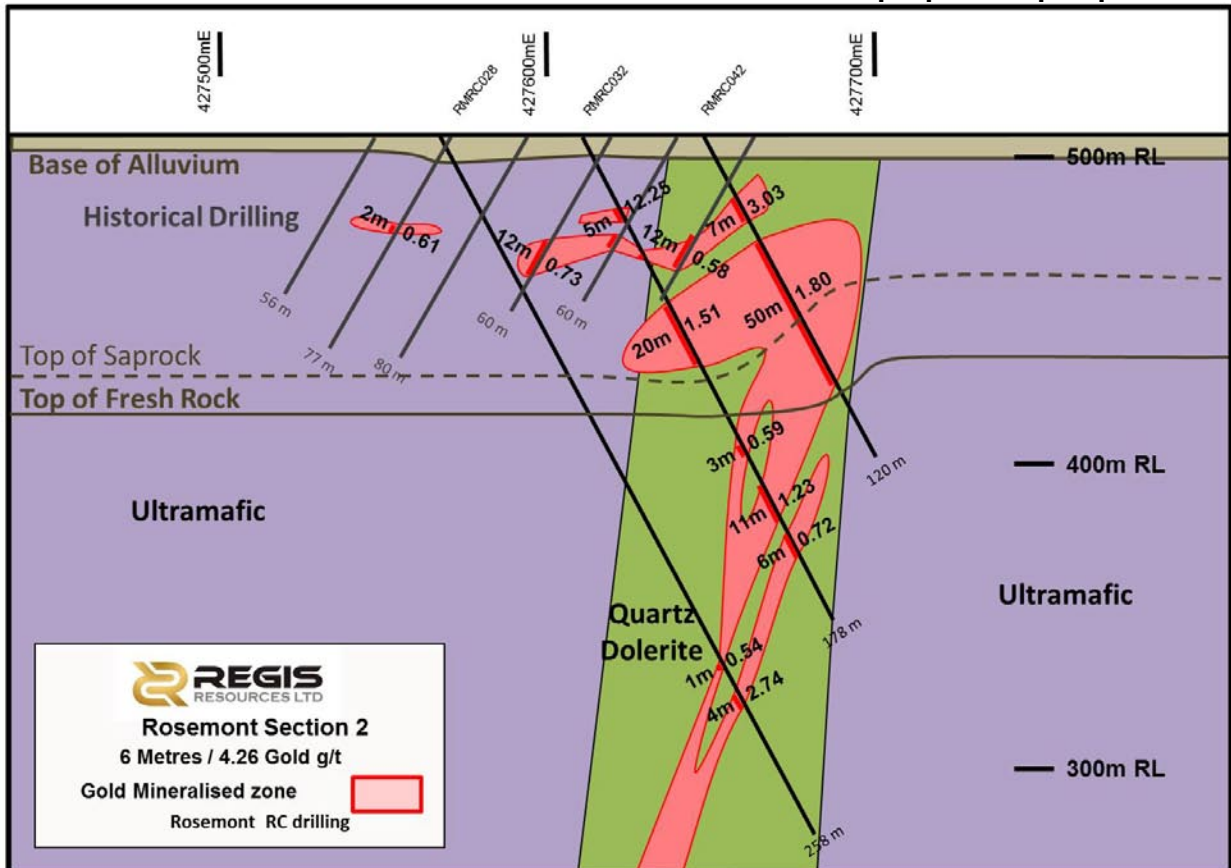 427500mE
RMRC028
427600mE
RMRC032
RMRC042
427700mE
Base of Alluvium
500m RL
Historical Drilling
2m 0.61
12m 0.73
5m 12.25
12m 0.58
7m 3.03
56 m
77 m
80 m
60 m
60 m
20m 1.51
50m 1.80
Top of Saprock
Top of Fresh Rock
3m 0.59
400m RL
120 m
11m 1.23
6m 0.72
Ultramafic
Ultramafic
Quartz
Dolerite
178 m
1m 0.54
4m 2.74
300m RL
258 m
REGIS
RESOURCES LTD
Rosemont Section 2
6 Metres / 4.26 Gold g/t
Gold Mineralised zone
Rosemont RC drilling